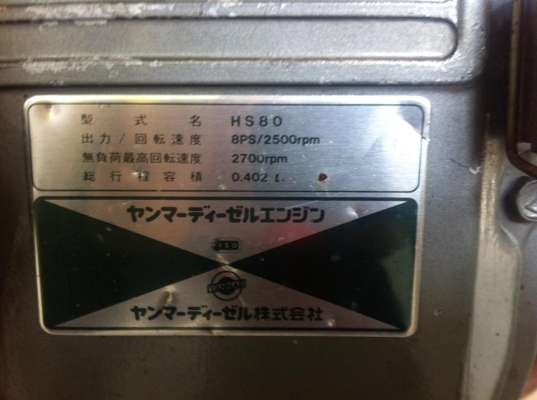 型式名 HS80
出力/回転速度 8PS/2500rpm
無負荷最高回転速度 2700rpm
総行程容積 0.402 ℓ.
ヤンマーディーゼルエンジン
ISO
YANMAR
ヤンマーディーゼル株式会社